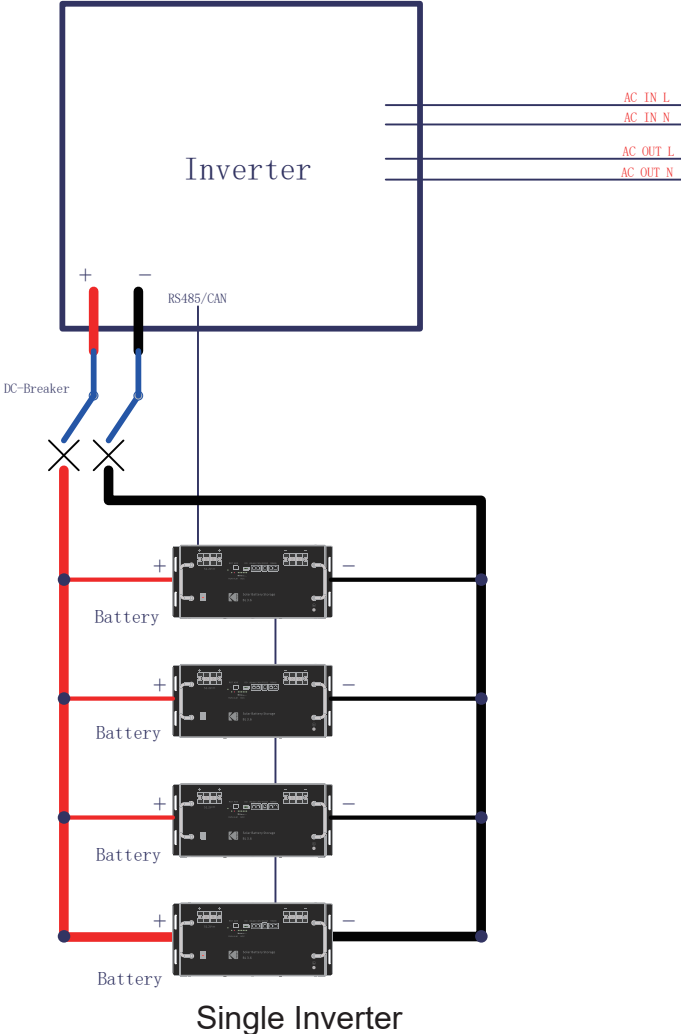 AC IN L
AC IN N
AC OUT L
AC OUT N
Inverter
+
−
RS485/CAN
DC-Breaker
+
−
Battery
+
−
Battery
+
−
Battery
+
−
Battery
Single Inverter